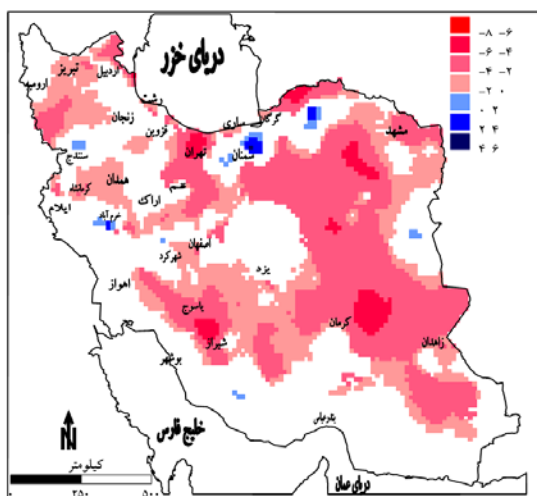 دریای خزر
-۸ -۶
-۶ -۴
-۴ -۲
-۲ ۰
۰ ۲
۲ ۴
۴ ۶
تبریز
اردبیل
ارومیه
رشت
زنجان
قزوین
ساری
گرگان
مشهد
سنندج
تهران
سمنان
همدان
کرمانشاه
قم
اراک
ایلام
خرم آباد
اصفهان
شهرکرد
یزد
اهواز
یاسوج
کرمان
شیراز
زاهدان
بوشهر
بندرعباس
خلیج فارس
N
کیلومتر
۲۵۰ ۵۰۰
دریای عمان